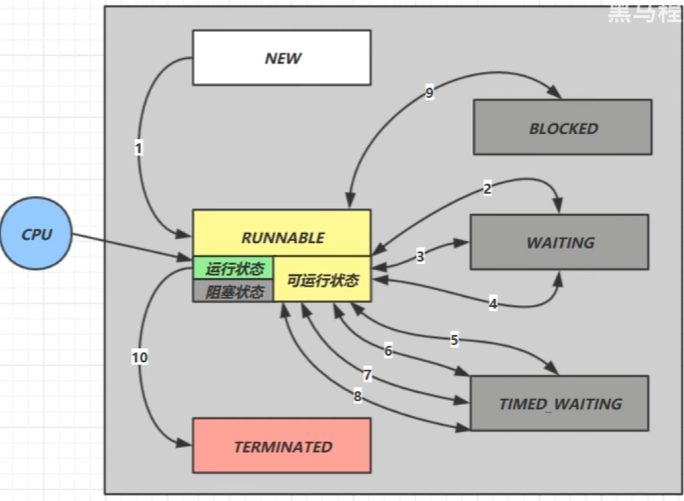 黑马程
NEW
9
BLOCKED
1
2
CPU
RUNNABLE
WAITING
3
运行状态
可运行状态
阻塞状态
4
5
10
6
7
8
TIMED_WAITING
TERMINATED